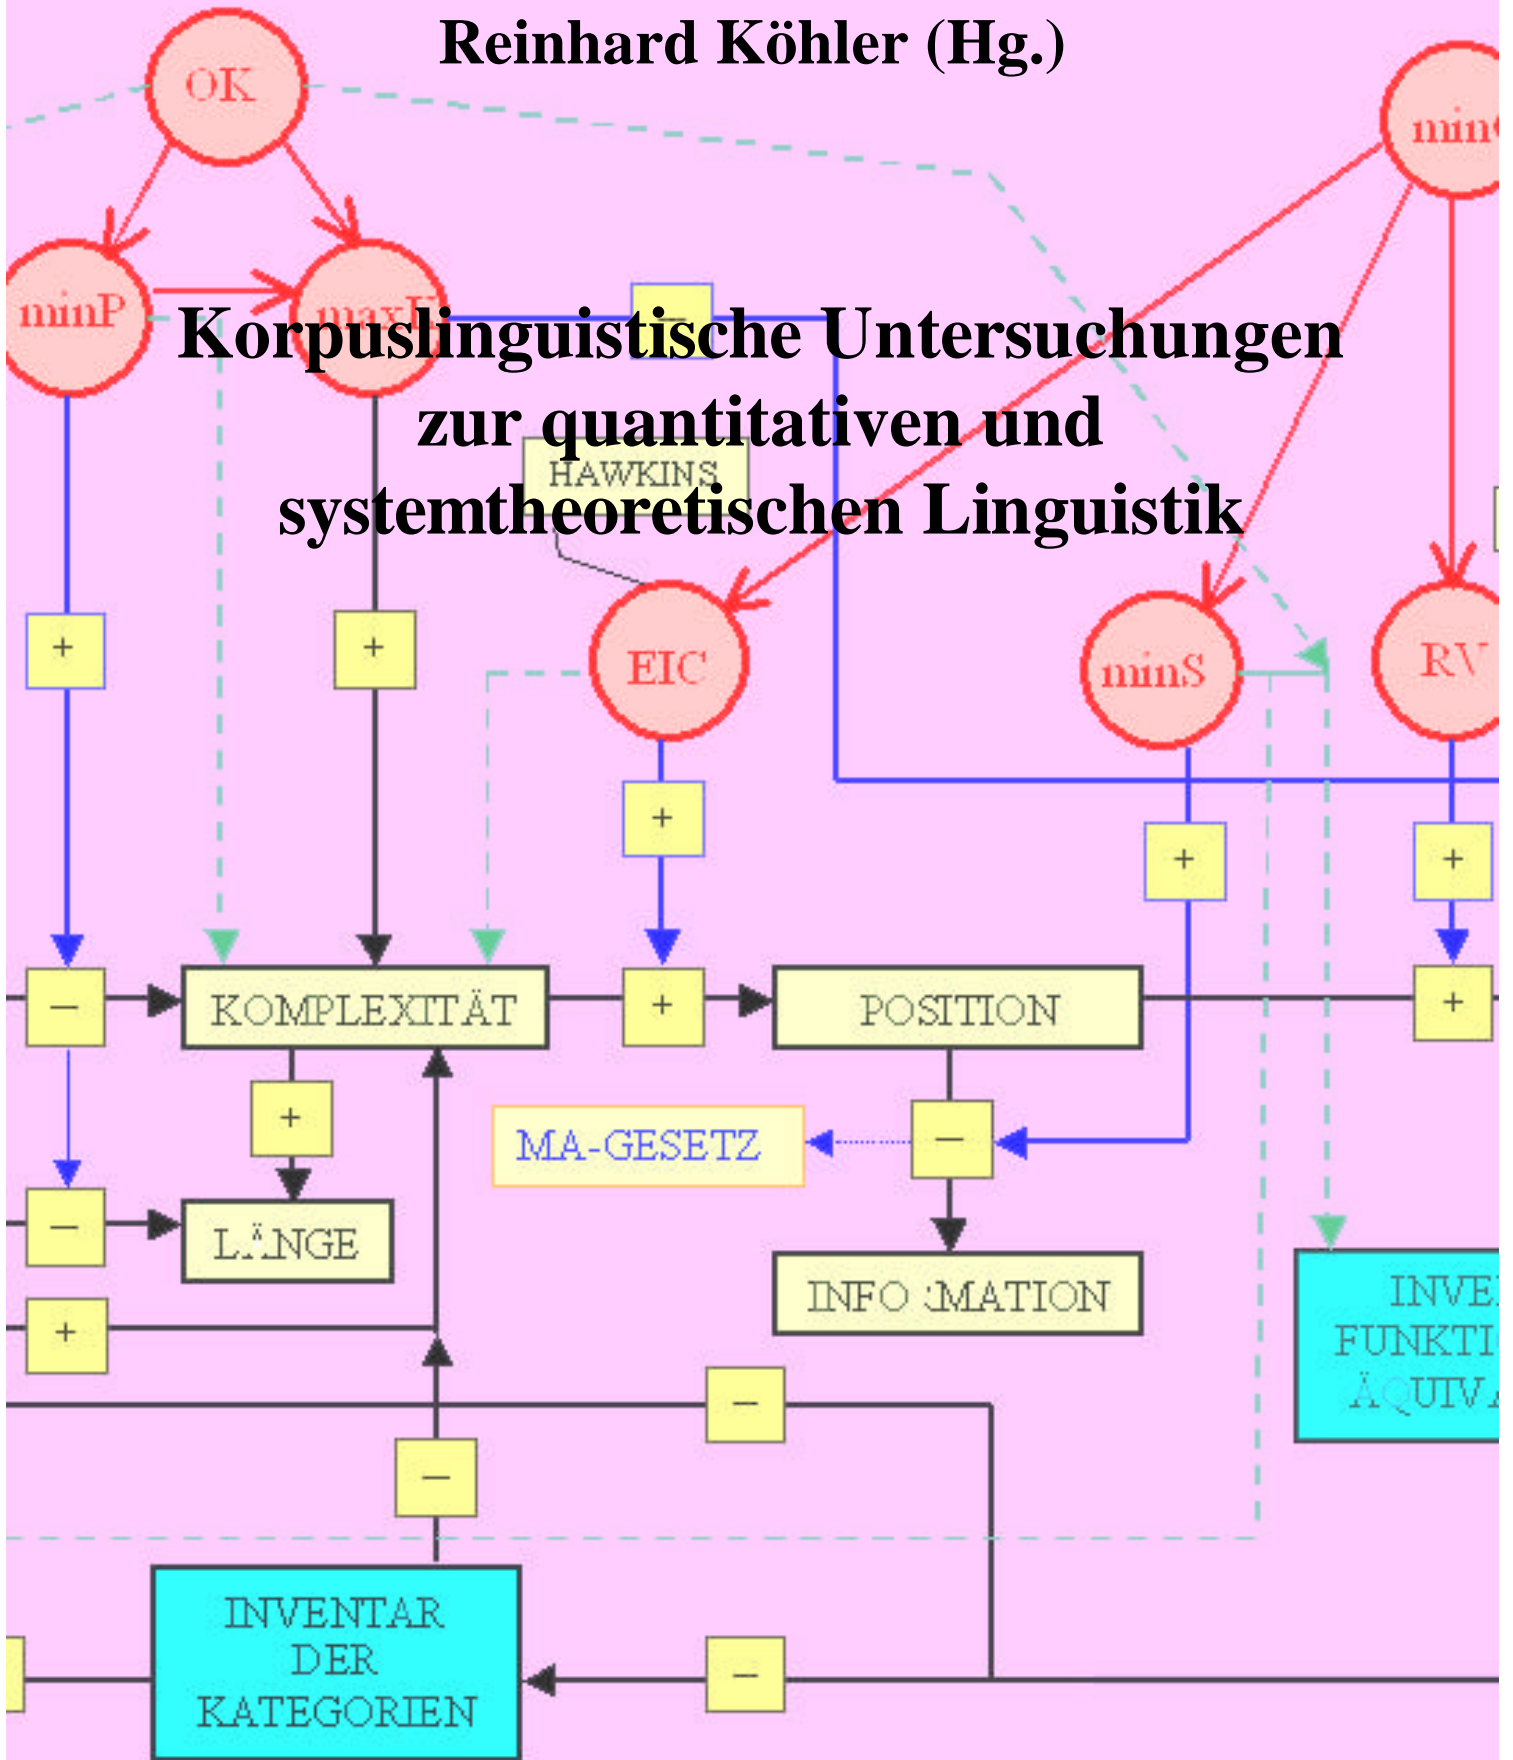 Reinhard Köhler (Hg.)
OK
minP
Korpuslinguistische Untersuchungen
zur quantitativen und
HAWKINS
systemtheoretischen Linguistik
–
+
+
EIC
minS
RV
+
+
+
–
KOMPLEXITÄT
+
POSITION
+
+
MA-GESETZ
–
–
LÄNGE
INFORMATION
+
–
–
INVENTAR
DER
KATEGORIEN
–